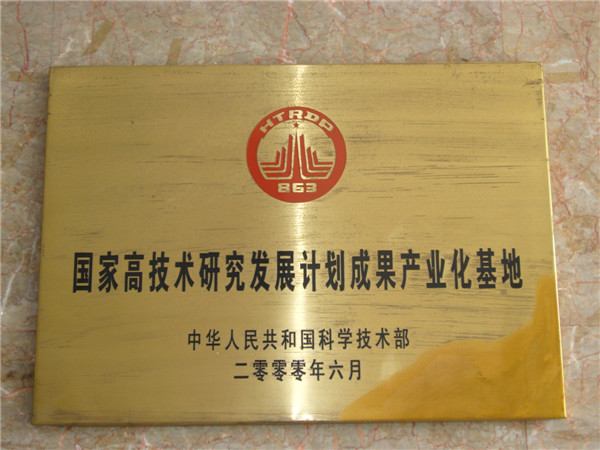 HTRDP
863
国家高技术研究发展计划成果产业化基地
中华人民共和国科学技术部
二零零零年六月